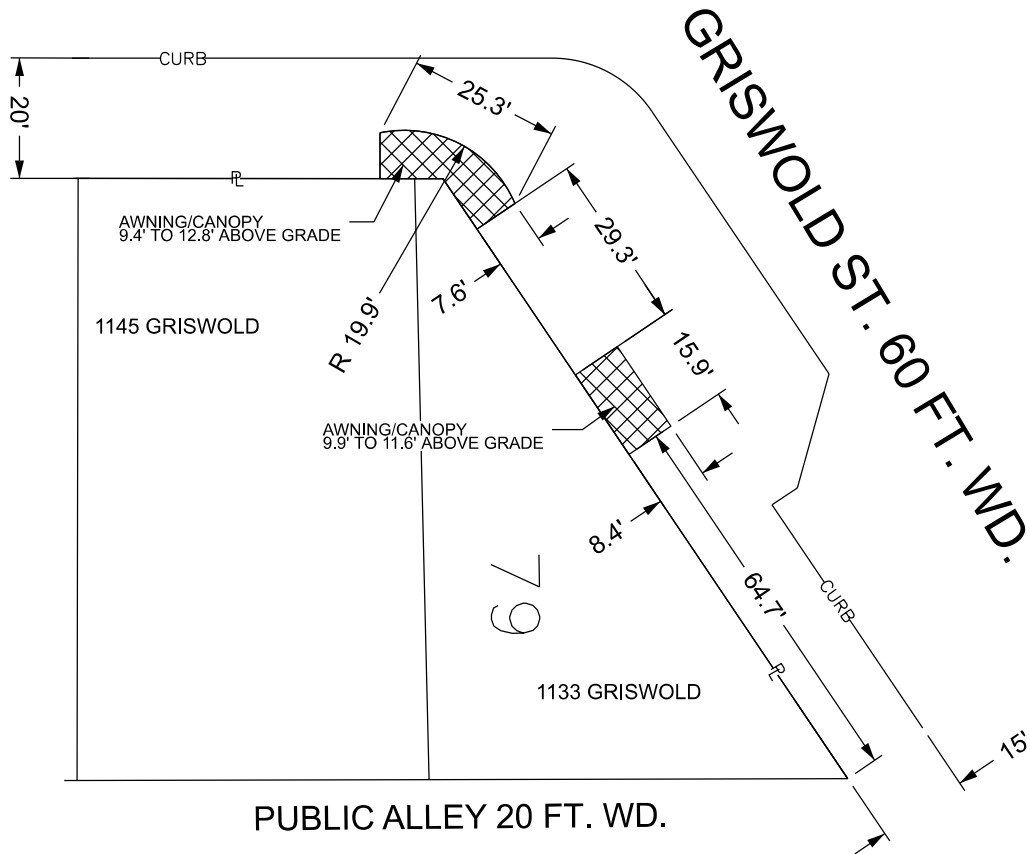 CURB
GRISWOLD ST. 60 FT. WD.
25.3'
20'
PL
AWNING/CANOPY
9.4' TO 12.8' ABOVE GRADE
29.3'
7.6'
R 19.9'
1145 GRISWOLD
15.9'
AWNING/CANOPY
9.9' TO 11.6' ABOVE GRADE
8.4'
64.7'
CURB
PL
1133 GRISWOLD
15'
PUBLIC ALLEY 20 FT. WD.